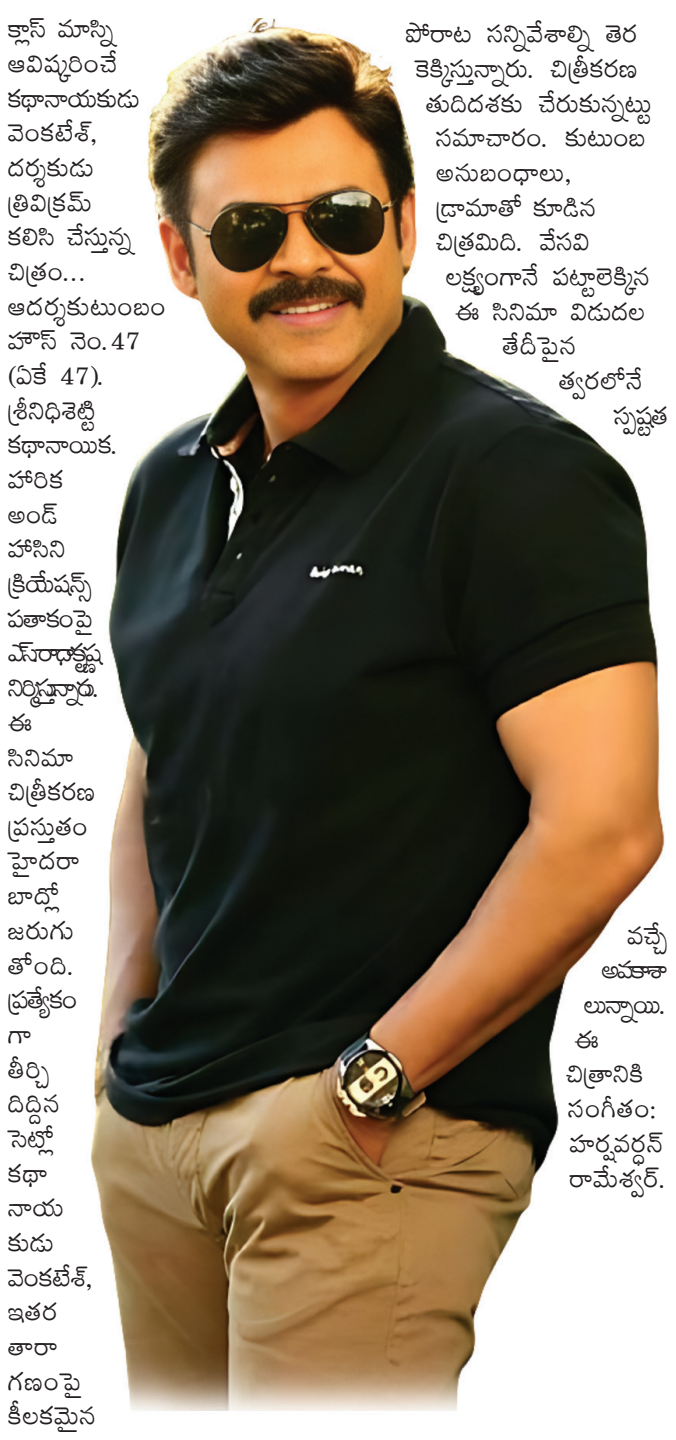 క్లాస్ మాస్ని
ఆవిష్కరించే
కథానాయకుడు
వెంకటేశ్,
దర్శకుడు
త్రివిక్రమ్
కలిసి చేస్తున్న
చిత్రం...
ఆదర్శకుటుంబం
హౌస్ నెం.47
(ఏకే 47).
శ్రీనిధిశెట్టి
కథానాయిక.
హారిక
అండ్
హాసిని
క్రియేషన్స్
పతాకంపై
ఎస్‌.రాధాకృష్ణ
నిర్మిస్తున్నారు.
ఈ
సినిమా
చిత్రీకరణ
ప్రస్తుతం
హైదరా
బాద్లో
జరుగు
తోంది.
ప్రత్యేకం
గా
తీర్చి
దిద్దిన
సెట్లో
కథా
నాయ
కుడు
వెంకటేశ్,
ఇతర
తారా
గణంపై
కీలకమైన
పోరాట సన్నివేశాల్ని తెర
కెక్కిస్తున్నారు. చిత్రీకరణ
తుదిదశకు చేరుకున్నట్టు
సమాచారం. కుటుంబ
అనుబంధాలు,
డ్రామాతో కూడిన
చిత్రమిది. వేసవి
లక్ష్యంగానే పట్టాలెక్కిన
ఈ సినిమా విడుదల
తేదీపైన
త్వరలోనే
స్పష్టత
వచ్చే
అవకాశా
లున్నాయి.
ఈ
చిత్రానికి
సంగీతం:
హర్షవర్ధన్
రామేశ్వర్.